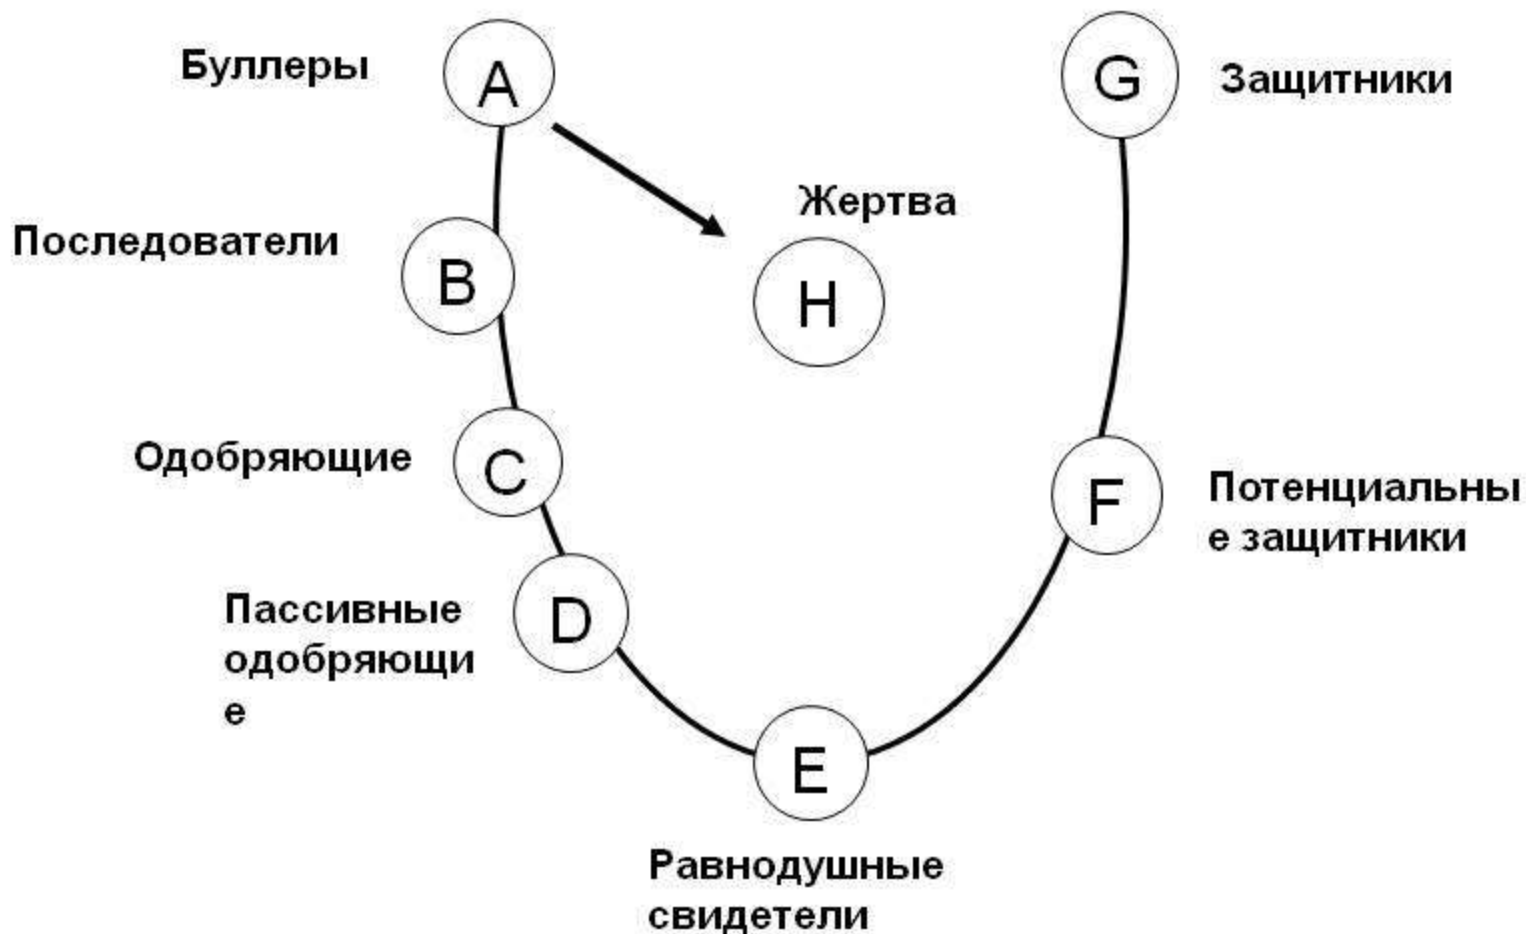 Буллеры
A
G
Защитники
Жертва
H
Последователи
B
Одобряющие
C
F
Потенциальны
е защитники
Пассивные
одобряющи
е
D
E
Равнодушные
свидетели